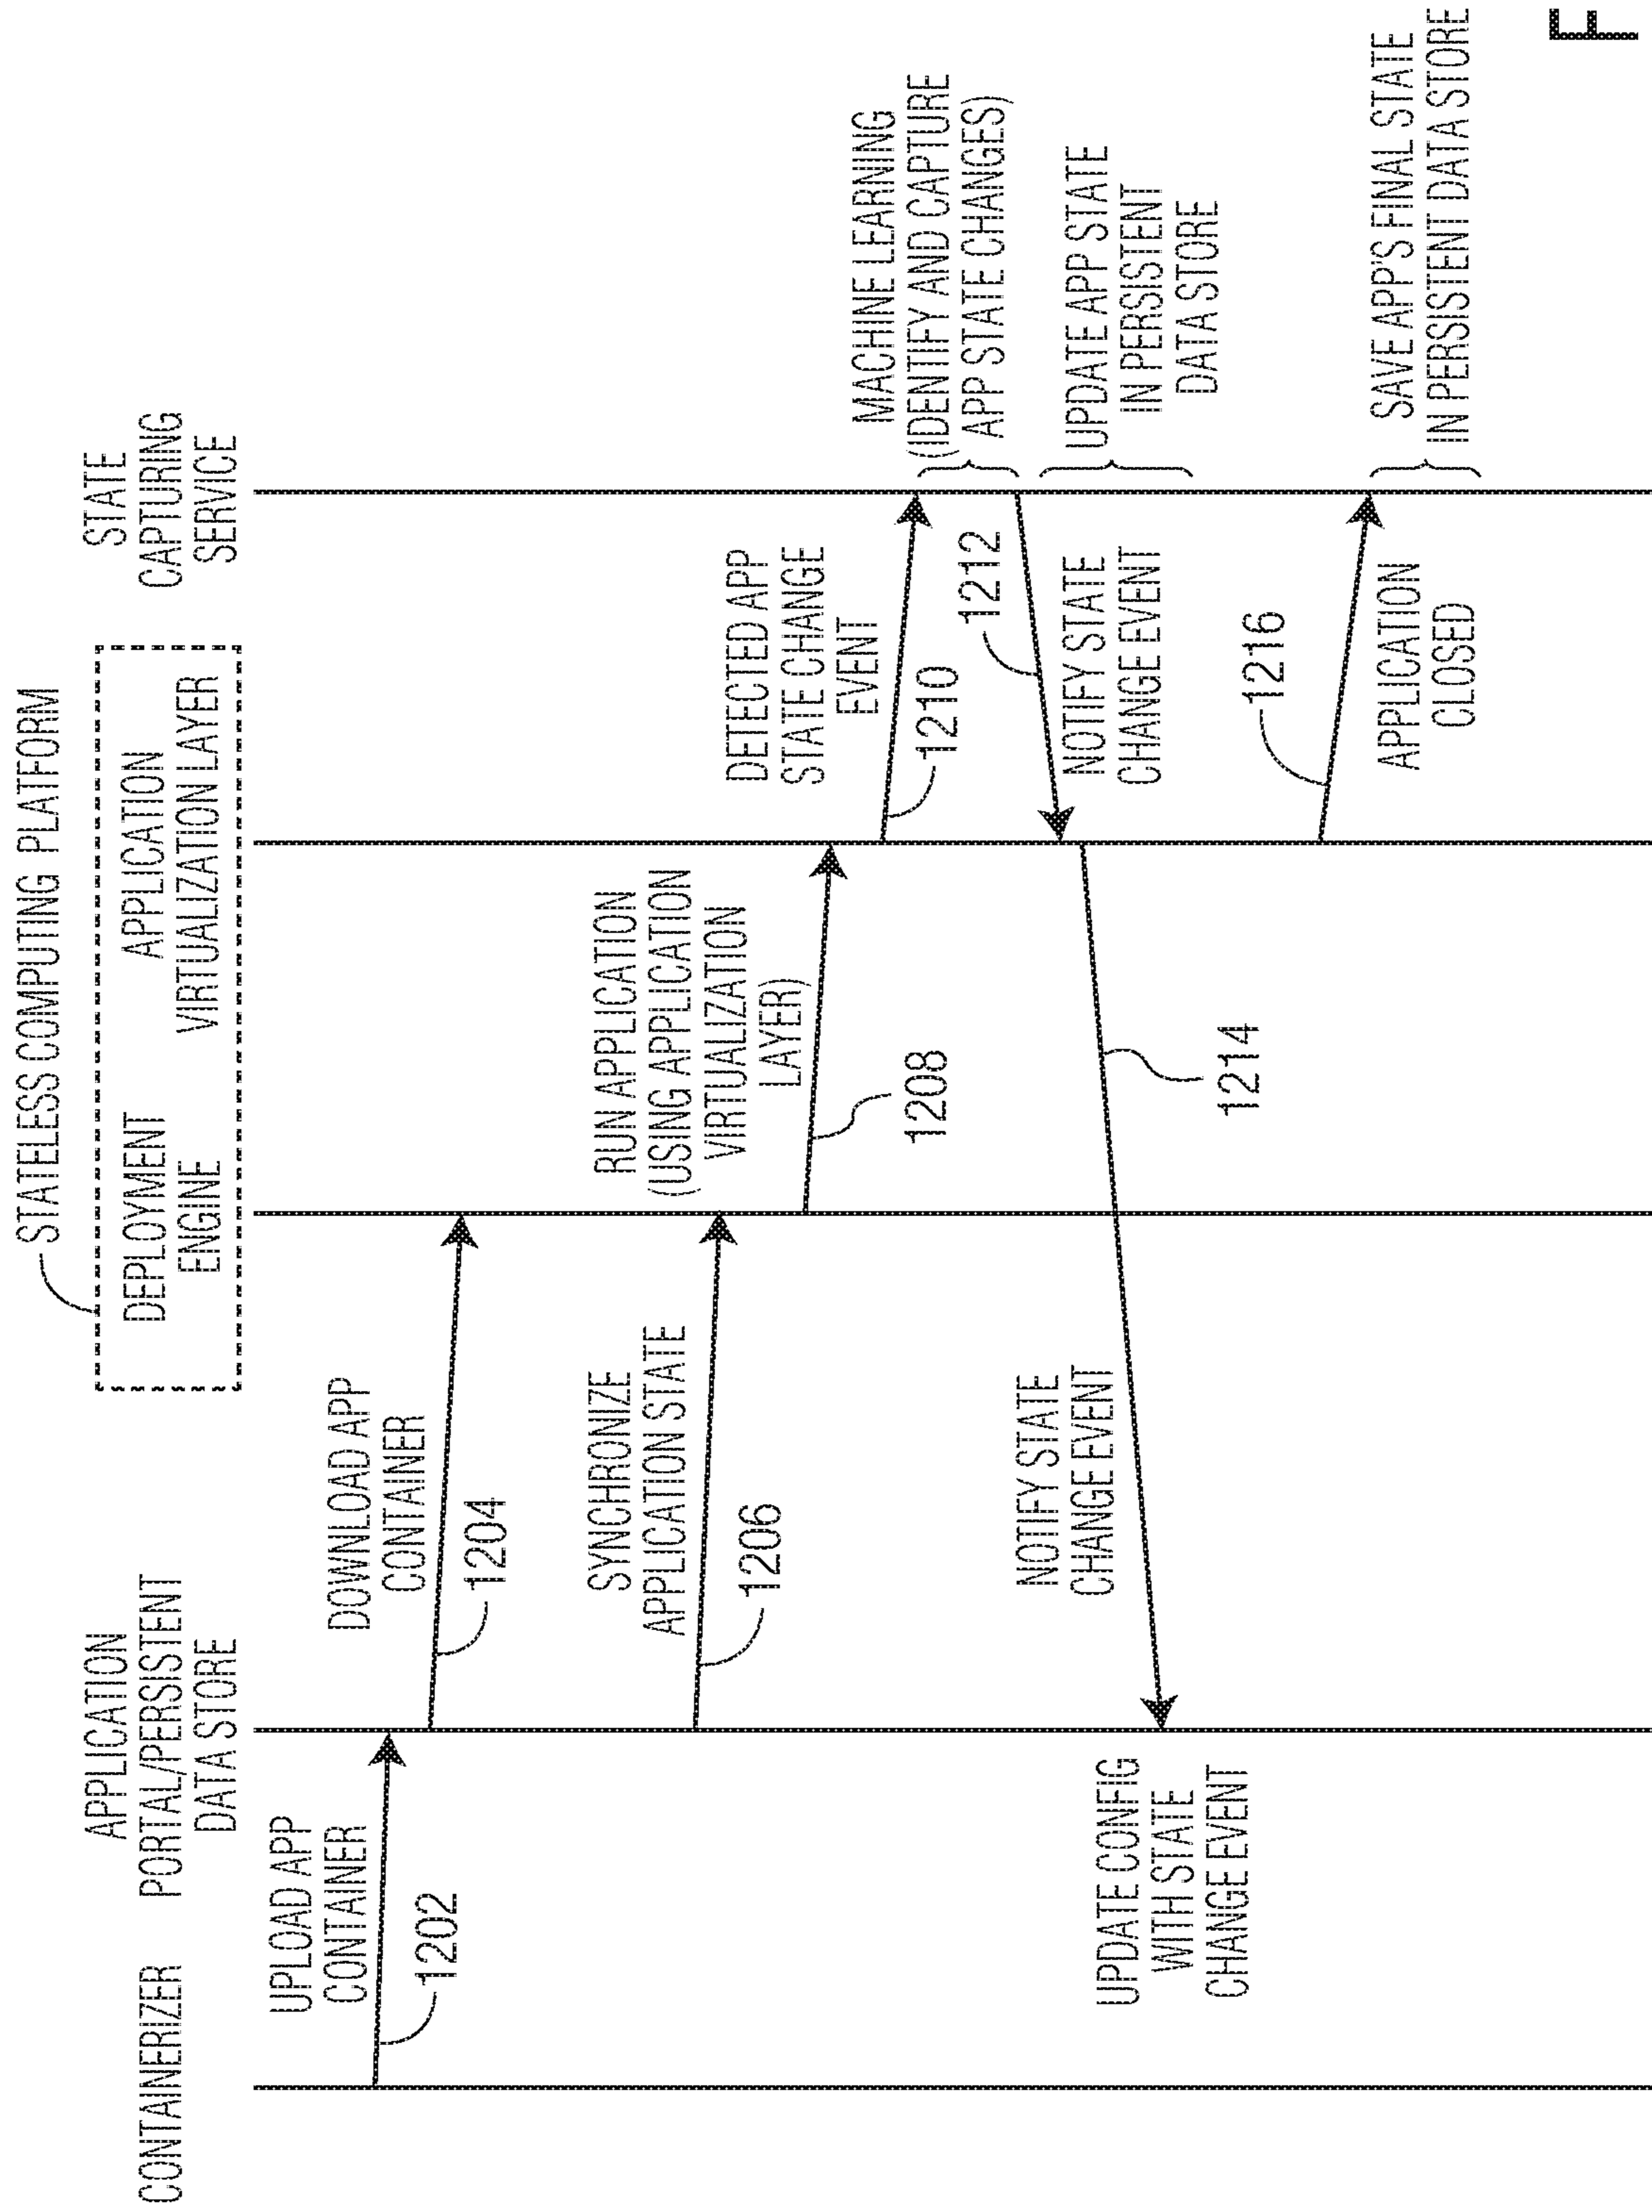 STATELESS COMPUTING PLATFORM
CONTAINERIZER
APPLICATION
PORTAL/PERSISTENT
DATA STORE
DEPLOYMENT
ENGINE
APPLICATION
VIRTUALIZATION LAYER
STATE
CAPTURING
SERVICE
UPLOAD APP
CONTAINER
1202
DOWNLOAD APP
CONTAINER
1204
SYNCHRONIZE
APPLICATION STATE
1206
RUN APPLICATION
(USING APPLICATION
VIRTUALIZATION
LAYER)
1208
DETECTED APP
STATE CHANGE
EVENT
1210
MACHINE LEARNING
(IDENTIFY AND CAPTURE
APP STATE CHANGES)
1212
NOTIFY STATE
CHANGE EVENT
UPDATE APP STATE
IN PERSISTENT
DATA STORE
NOTIFY STATE
CHANGE EVENT
1214
UPDATE CONFIG
WITH STATE
CHANGE EVENT
1216
APPLICATION
CLOSED
SAVE APP'S FINAL STATE
IN PERSISTENT DATA STORE
F